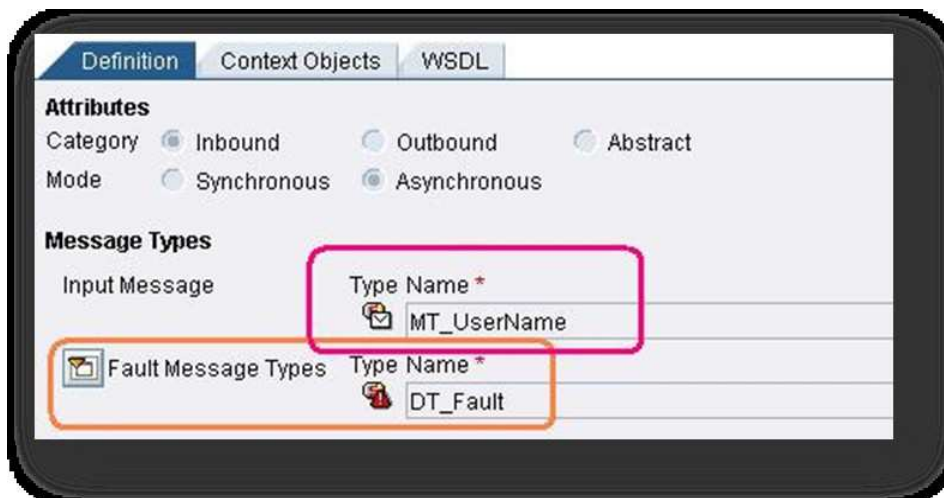 Definition Context Objects WSDL
Attributes
Category Inbound Outbound Abstract
Mode Synchronous Asynchronous
Message Types
Input Message Type Name *
MT_UserName
Fault Message Types Type Name *
DT_Fault